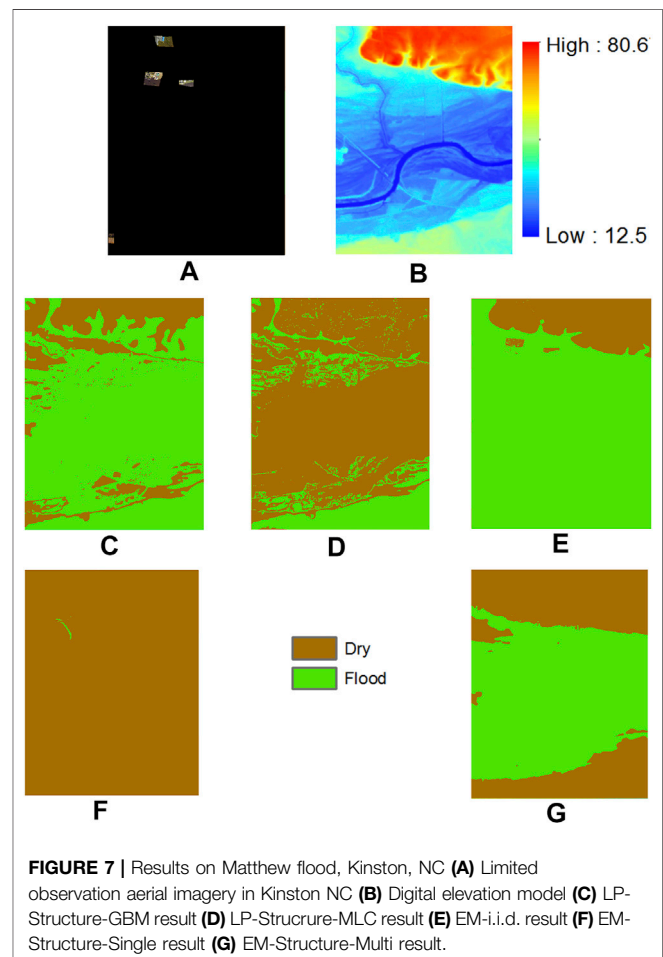 High : 80.6
Low : 12.5
A
B
C
D
E
Dry
Flood
F
G
FIGURE 7 | Results on Matthew flood, Kinston, NC (A) Limited
observation aerial imagery in Kinston NC (B) Digital elevation model (C) LP-
Structure-GBM result (D) LP-Strucrure-MLC result (E) EM-i.i.d. result (F) EM-
Structure-Single result (G) EM-Structure-Multi result.